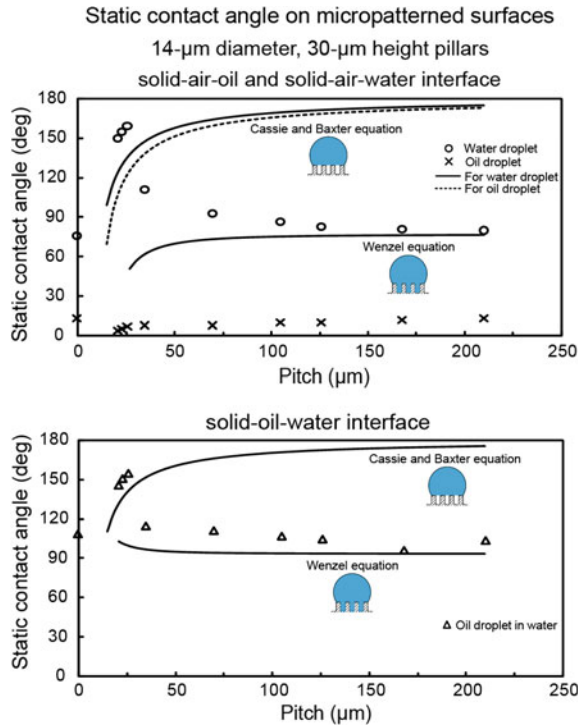 Static contact angle on micropatterned surfaces
14-μm diameter, 30-μm height pillars
solid-air-oil and solid-air-water interface
Static contact angle (deg)
180
150
120
90
60
30
0
Cassie and Baxter equation
Water droplet
Oil droplet
For water droplet
For oil droplet
Wenzel equation
0
50
100
150
200
250
Pitch (μm)
solid-oil-water interface
Static contact angle (deg)
180
150
120
90
60
30
0
Cassie and Baxter equation
Wenzel equation
Oil droplet in water
0
50
100
150
200
250
Pitch (μm)